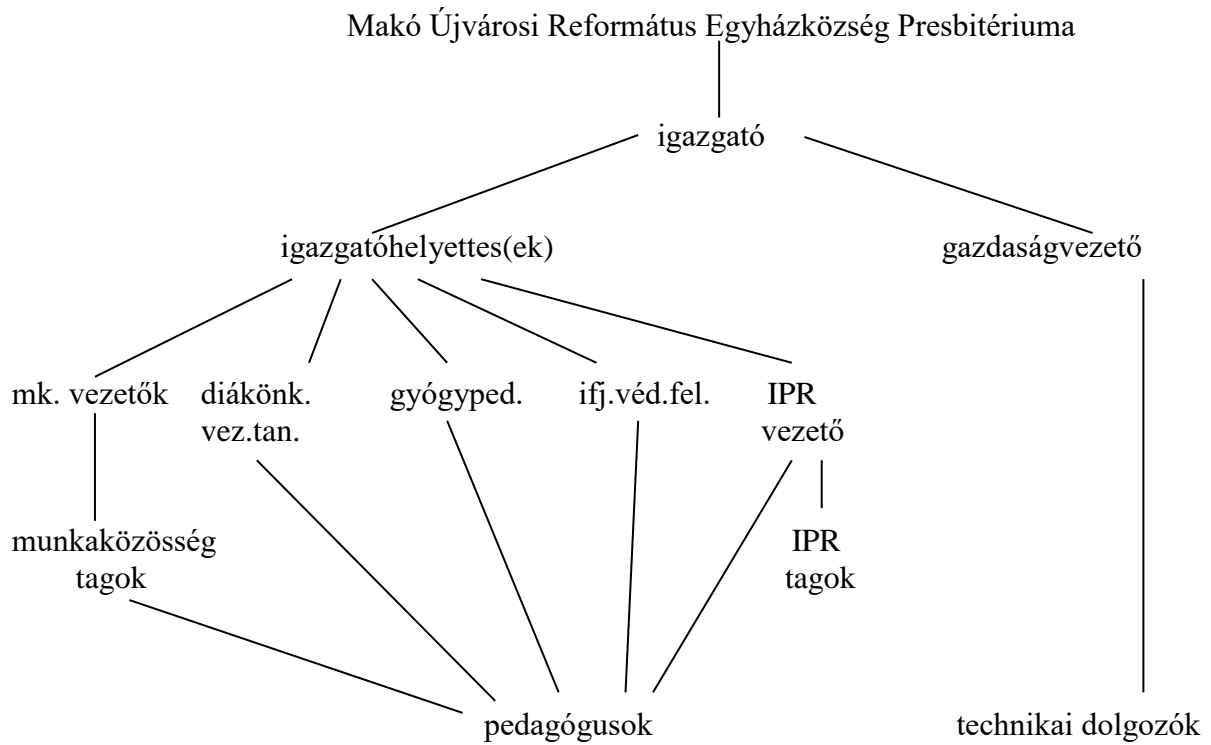 Makó Újvárosi Református Egyházközség Presbitériuma
igazgató
igazgatóhelyettes(ek)
gazdaságvezető
mk. vezetők
diákönk.
vez.tan.
gyógyped.
ifj.véd.fel.
IPR
vezető
munkaközösség
tagok
IPR
tagok
pedagógusok
technikai dolgozók